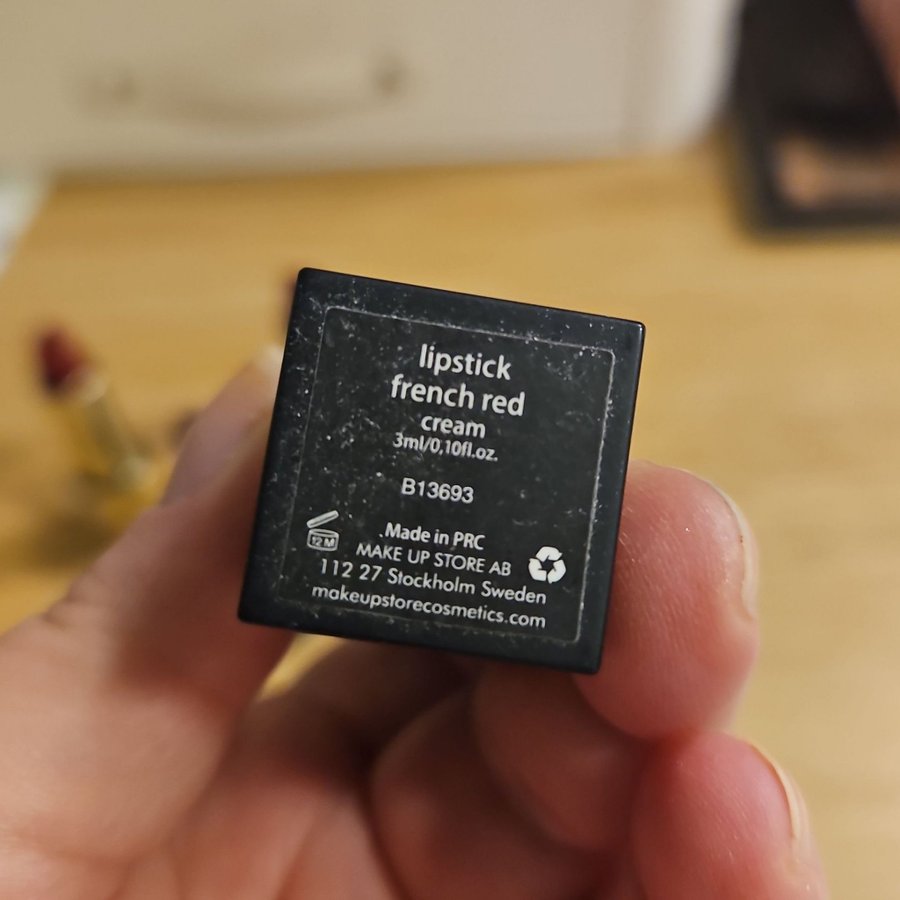 lipstick
french red
cream
3ml/0,10fl.oz.
B13693
12 M
Made in PRC
MAKE UP STORE AB
112 27 Stockholm Sweden
makeupstorecosmetics.com